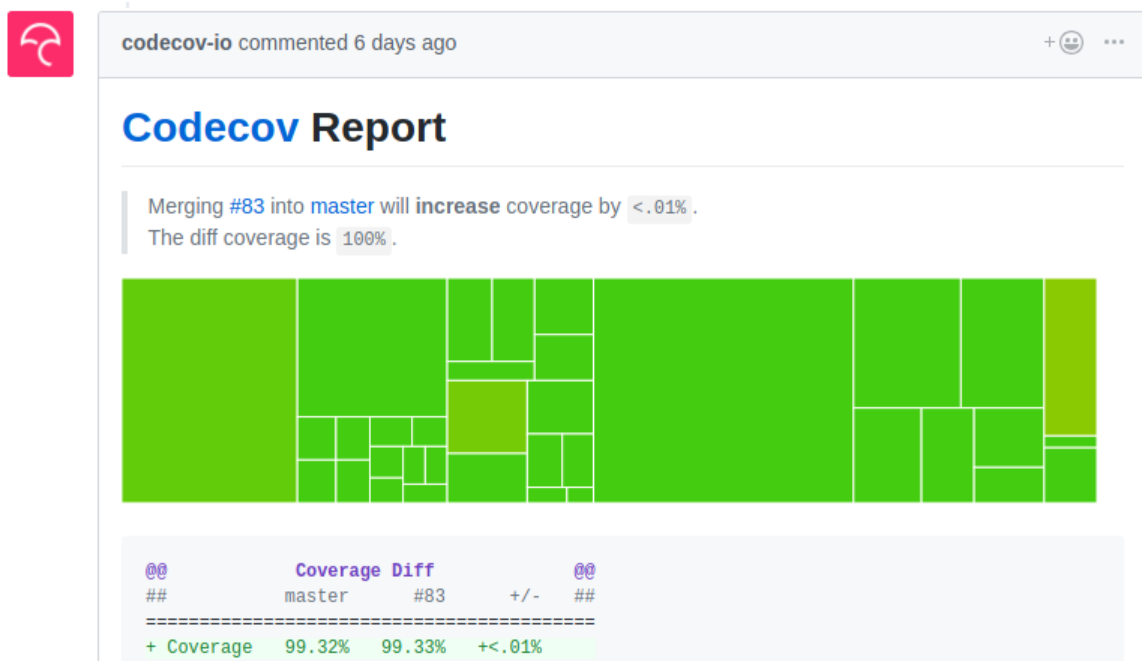 codecov-io commented 6 days ago
Codecov Report
Merging #83 into master will increase coverage by <.01%.
The diff coverage is 100%.
@@ Coverage Diff @@
## master #83 +/- ##
==========================================
+ Coverage 99.32% 99.33% +<.01%